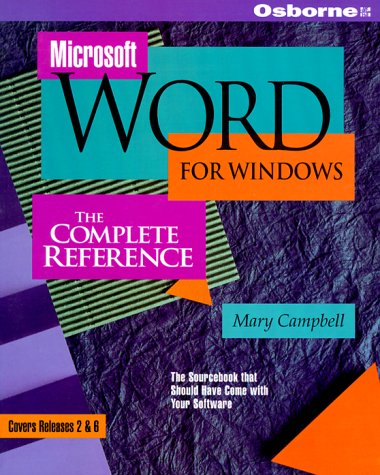 Osborne
Microsoft
WORD
FOR WINDOWS
THE
COMPLETE
REFERENCE
Mary Campbell
The Sourcebook that
Should Have Come with
Your Software
Covers Releases 2 & 6